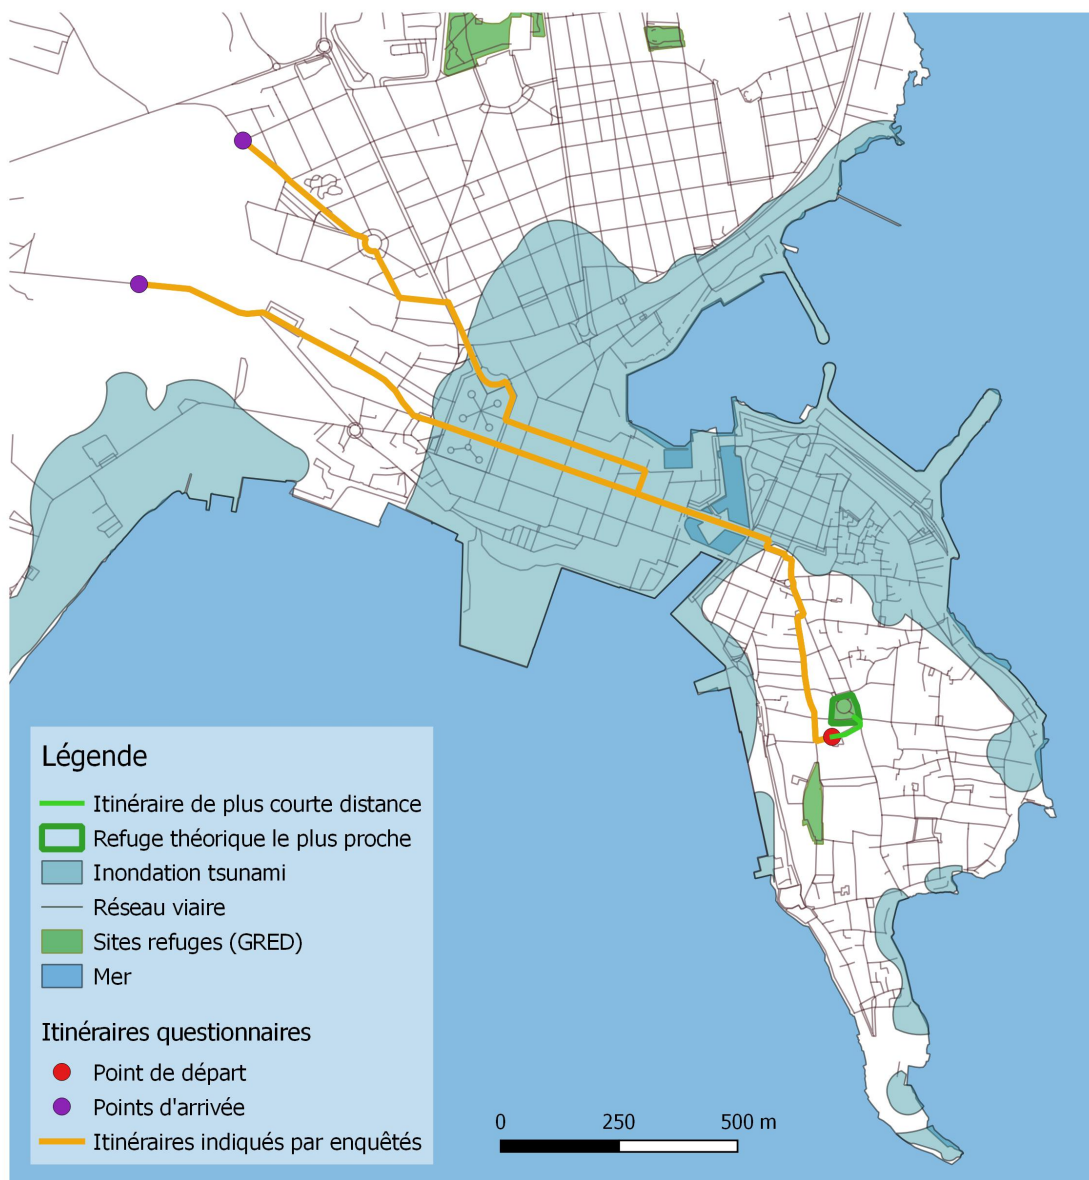 Légende
Itinéraire de plus courte distance
Refuge théorique le plus proche
Inondation tsunami
Réseau viaire
Sites refuges (GRED)
Mer
Itinéraires questionnaires
Point de départ
Points d'arrivée
Itinéraires indiqués par enquêtés
0 250 500 m